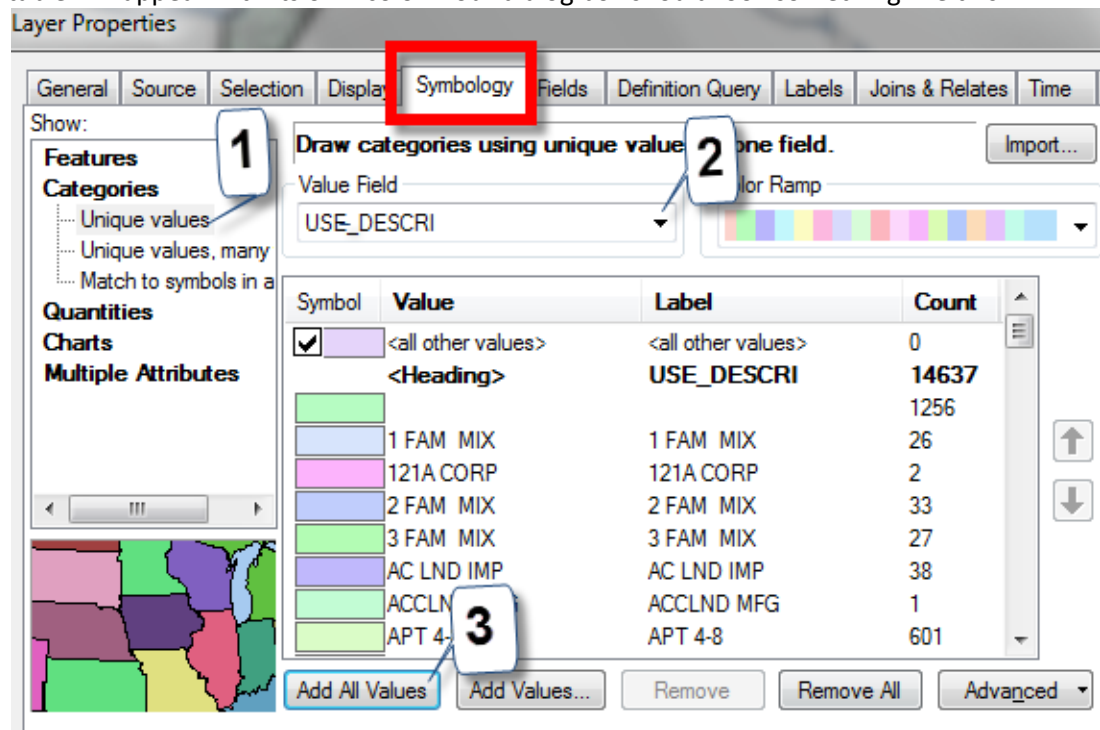 Layer Properties
General Source Selection Display Symbology Fields Definition Query Labels Joins & Relates Time
Show:
Features
Categories
Unique values
Unique values, many
Match to symbols in a
Quantities
Charts
Multiple Attributes
1
Draw categories using unique value one field.
2
Import...
Value Field
USE_DESCRI
Color Ramp
Symbol Value Label Count
<all other values> <all other values> 0
<Heading> USE_DESCRI 14637
1256
1 FAM MIX 1 FAM MIX 26
121A CORP 121A CORP 2
2 FAM MIX 2 FAM MIX 33
3 FAM MIX 3 FAM MIX 27
AC LND IMP AC LND IMP 38
ACCLN ACCLND MFG 1
APT 4- APT 4-8 601
3
Add All Values Add Values... Remove Remove All Advanced